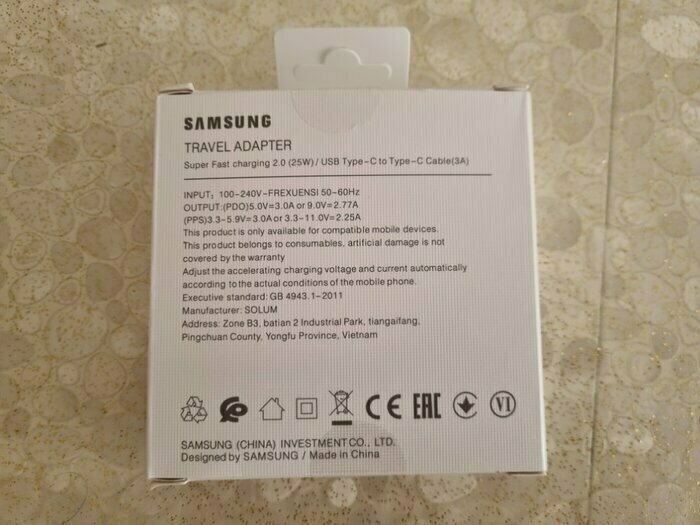 SAMSUNG
TRAVEL ADAPTER
Super Fast charging 2.0 (25W) / USB Type-C to Type-C Cable(3A)
INPUT: 100-240V-FREXUENSI 50-60Hz
OUTPUT:(PDO)5.0V=3.0A or 9.0V=2.77A
(PPS)3.3-5.9V=3.0A or 3.3-11.0V=2.25A
This product is only available for compatible mobile devices.
This product belongs to consumables, artificial damage is not
covered by the warranty
Adjust the accelerating charging voltage and current automatically
according to the actual conditions of the mobile phone.
Executive standard: GB 4943.1-2011
Manufacturer: SOLUM
Address: Zone B3, batian 2 Industrial Park, tiangaifang,
Pingchuan County, Yongfu Province, Vietnam
CE EAC VI
SAMSUNG (CHINA) INVESTMENT CO., LTD.
Designed by SAMSUNG / Made in China